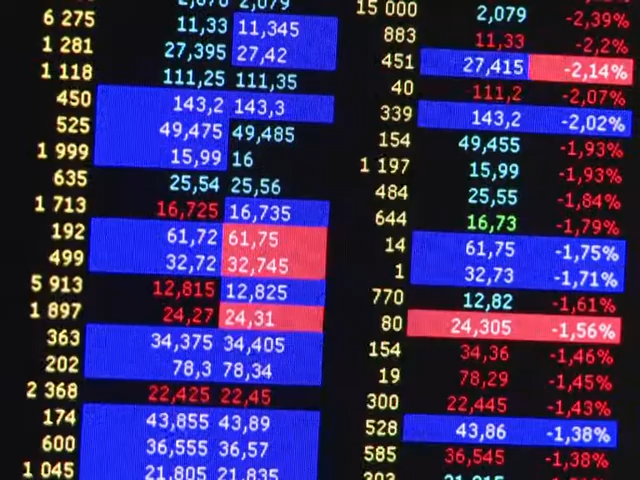 2,079 15 000 2,079 -2,39%
6 275 11,33 11,345 883 11,33 -2,2%
1 281 27,395 27,42 451 27,415 -2,14%
1 118 111,25 111,35 40 111,2 -2,07%
450 143,2 143,3 339 143,2 -2,02%
525 49,475 49,485 154 49,455 -1,93%
1 999 15,99 16 1 197 15,99 -1,93%
635 25,54 25,56 484 25,55 -1,84%
1 713 16,725 16,735 644 16,73 -1,79%
192 61,72 61,75 14 61,75 -1,75%
499 32,72 32,745 1 32,73 -1,71%
5 913 12,815 12,825 770 12,82 -1,61%
1 897 24,27 24,31 80 24,305 -1,56%
363 34,375 34,405 154 34,36 -1,46%
202 78,3 78,34 19 78,29 -1,45%
2 368 22,425 22,45 300 22,445 -1,43%
174 43,855 43,89 528 43,86 -1,38%
600 36,555 36,57 585 36,545 -1,38%
1 045 21,805 21,835